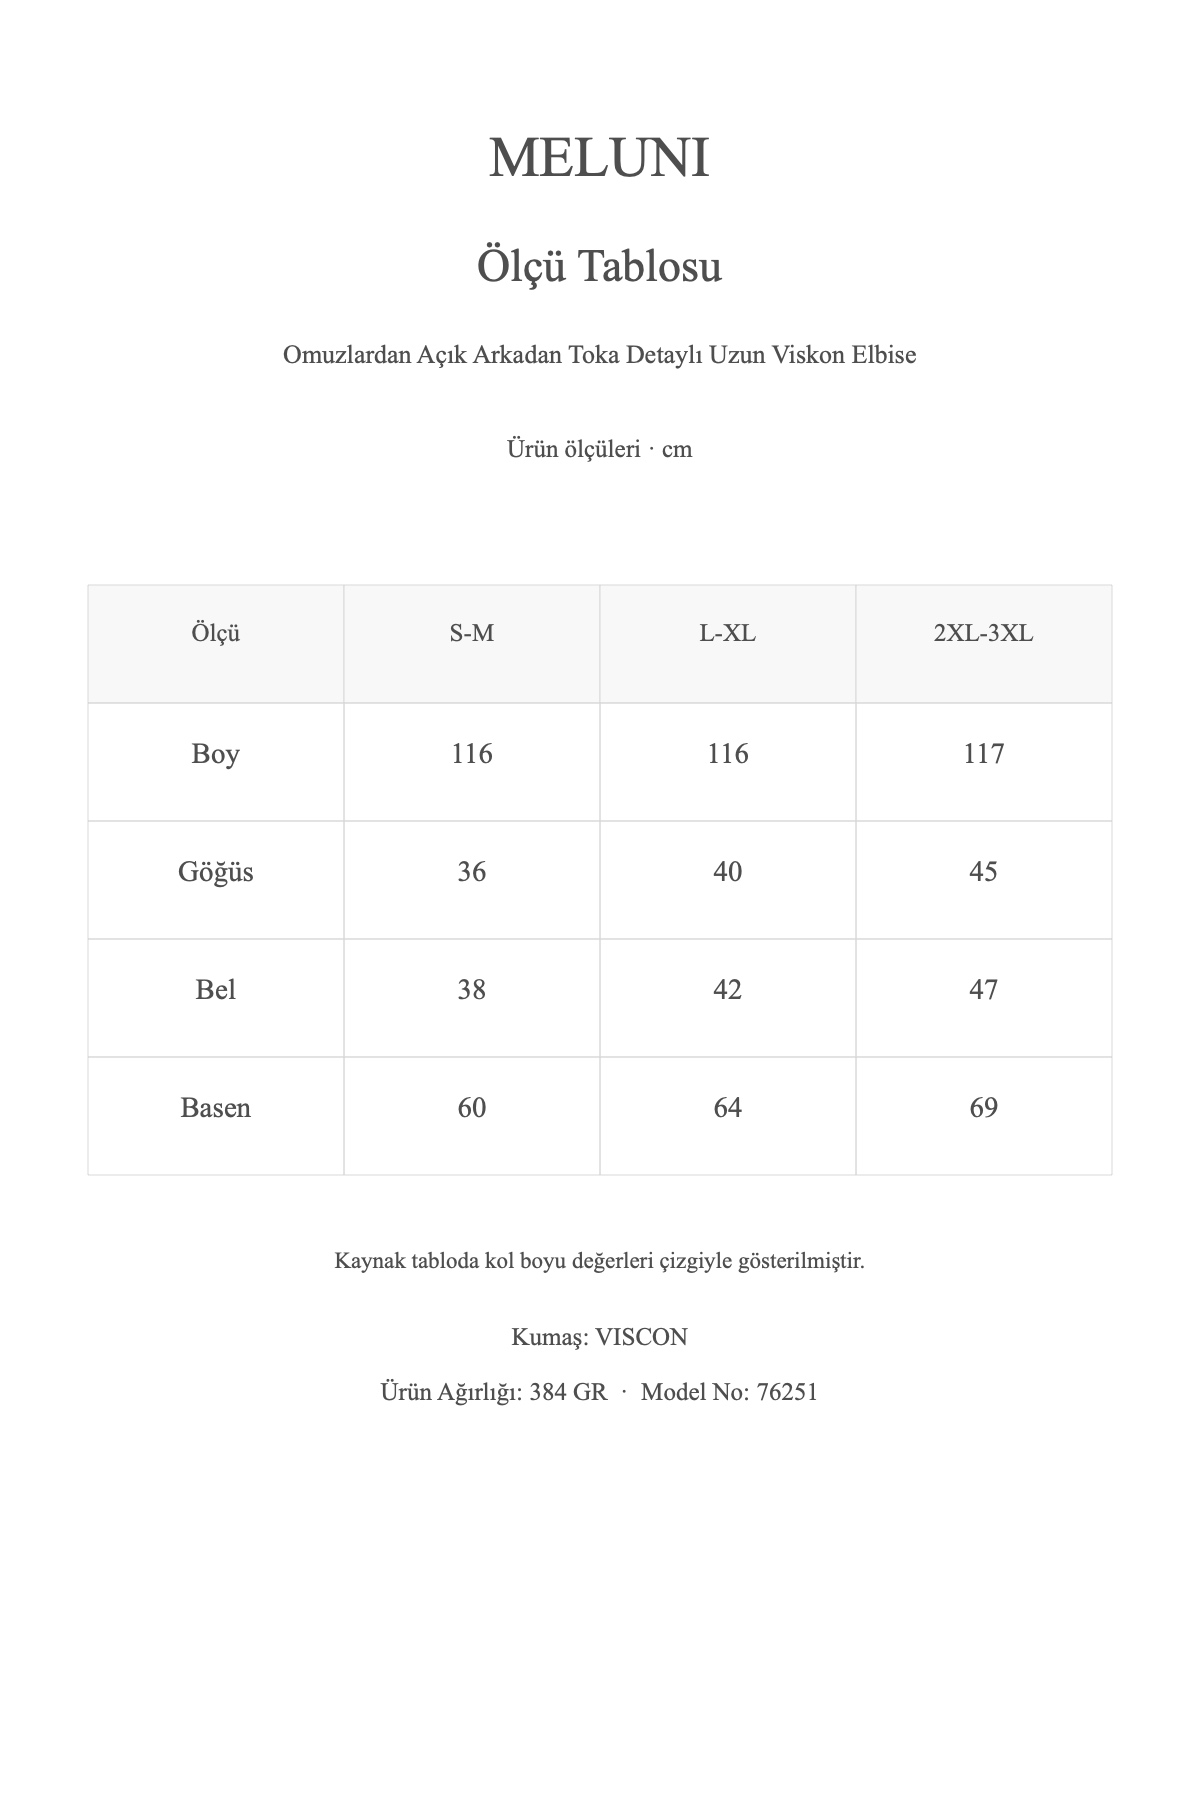 MELUNI
Ölçü Tablosu
Omuzlardan Açık Arkadan Toka Detaylı Uzun Viskon Elbise
Ürün ölçüleri · cm
Ölçü S-M L-XL 2XL-3XL
Boy 116 116 117
Göğüs 36 40 45
Bel 38 42 47
Basen 60 64 69
Kaynak tabloda kol boyu değerleri çizgiyle gösterilmiştir.
Kumaş: VISCON
Ürün Ağırlığı: 384 GR · Model No: 76251